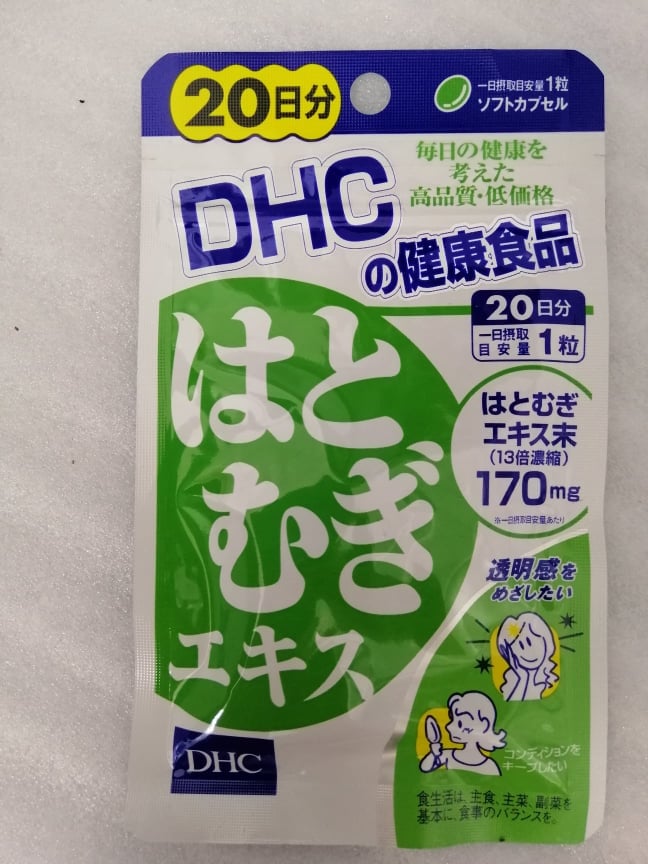 20日分
一日摂取目安量1粒
ソフトカプセル
毎日の健康を
考えた
高品質・低価格
DHC
の健康食品
20日分
一日摂取
目安量 1粒
はとむぎ
エキス末
(13倍濃縮)
170mg
※一日摂取目安量あたり
はと
むぎ
エキス
透明感を
めざしたい
コンディションを
キープしたい
DHC
食生活は、主食、主菜、副菜を
基本に、食事のバランスを。